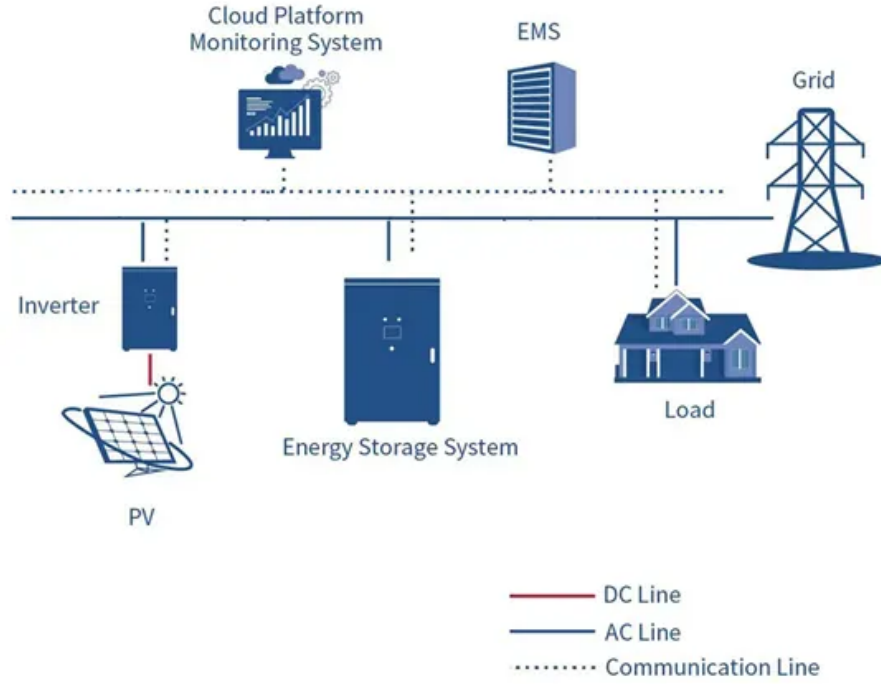 Cloud Platform
Monitoring System
EMS
Grid
Inverter
Load
Energy Storage System
PV
DC Line
AC Line
Communication Line